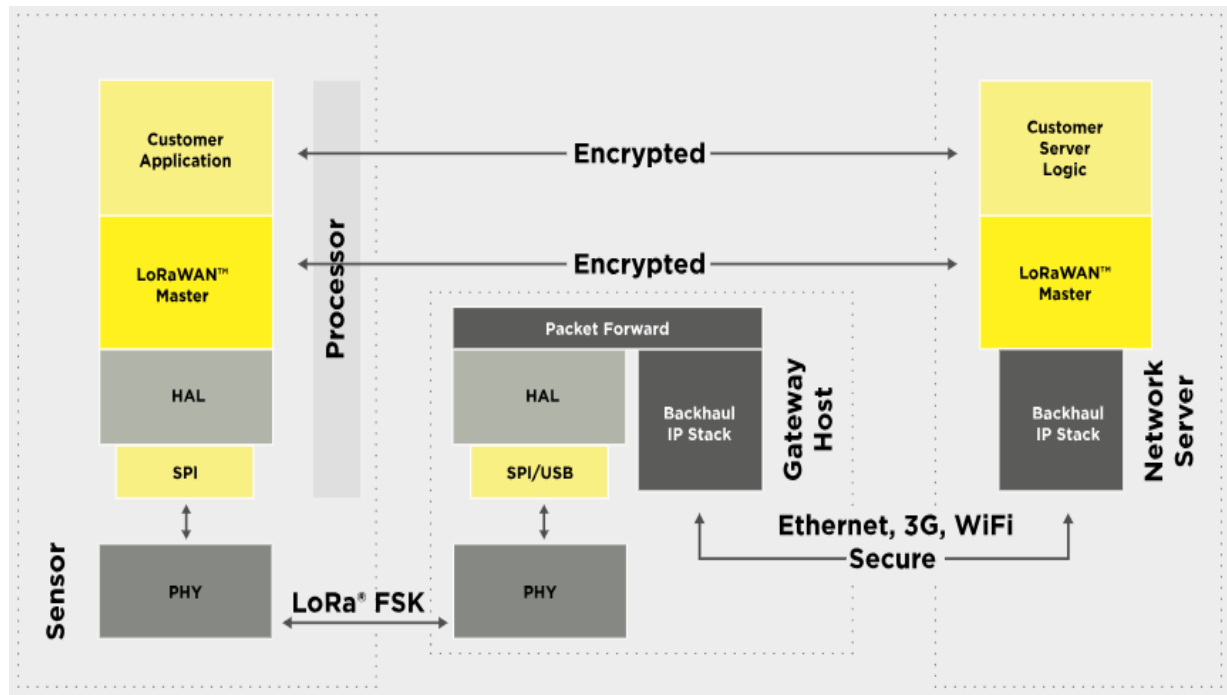 Customer
Application
LoRaWAN™
Master
HAL
SPI
PHY
Sensor
Processor
Encrypted
Encrypted
LoRa® FSK
Packet Forward
HAL
SPI/USB
PHY
Backhaul
IP Stack
Gateway
Host
Ethernet, 3G, WiFi
Secure
Customer
Server
Logic
LoRaWAN™
Master
Backhaul
IP Stack
Network
Server